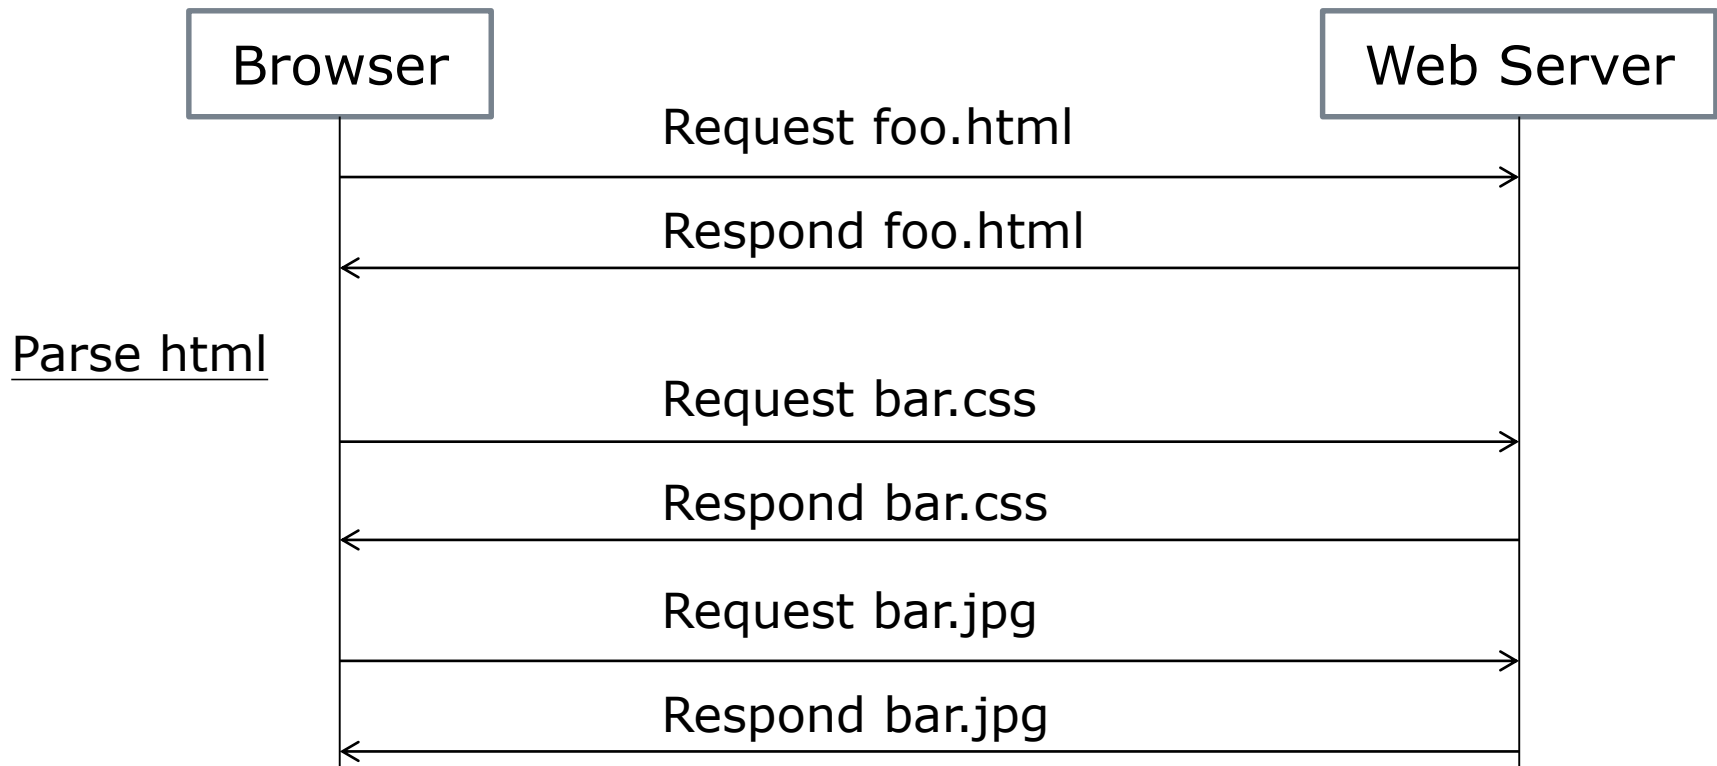 Browser
Web Server
Request foo.html
Respond foo.html
Parse html
Request bar.css
Respond bar.css
Request bar.jpg
Respond bar.jpg